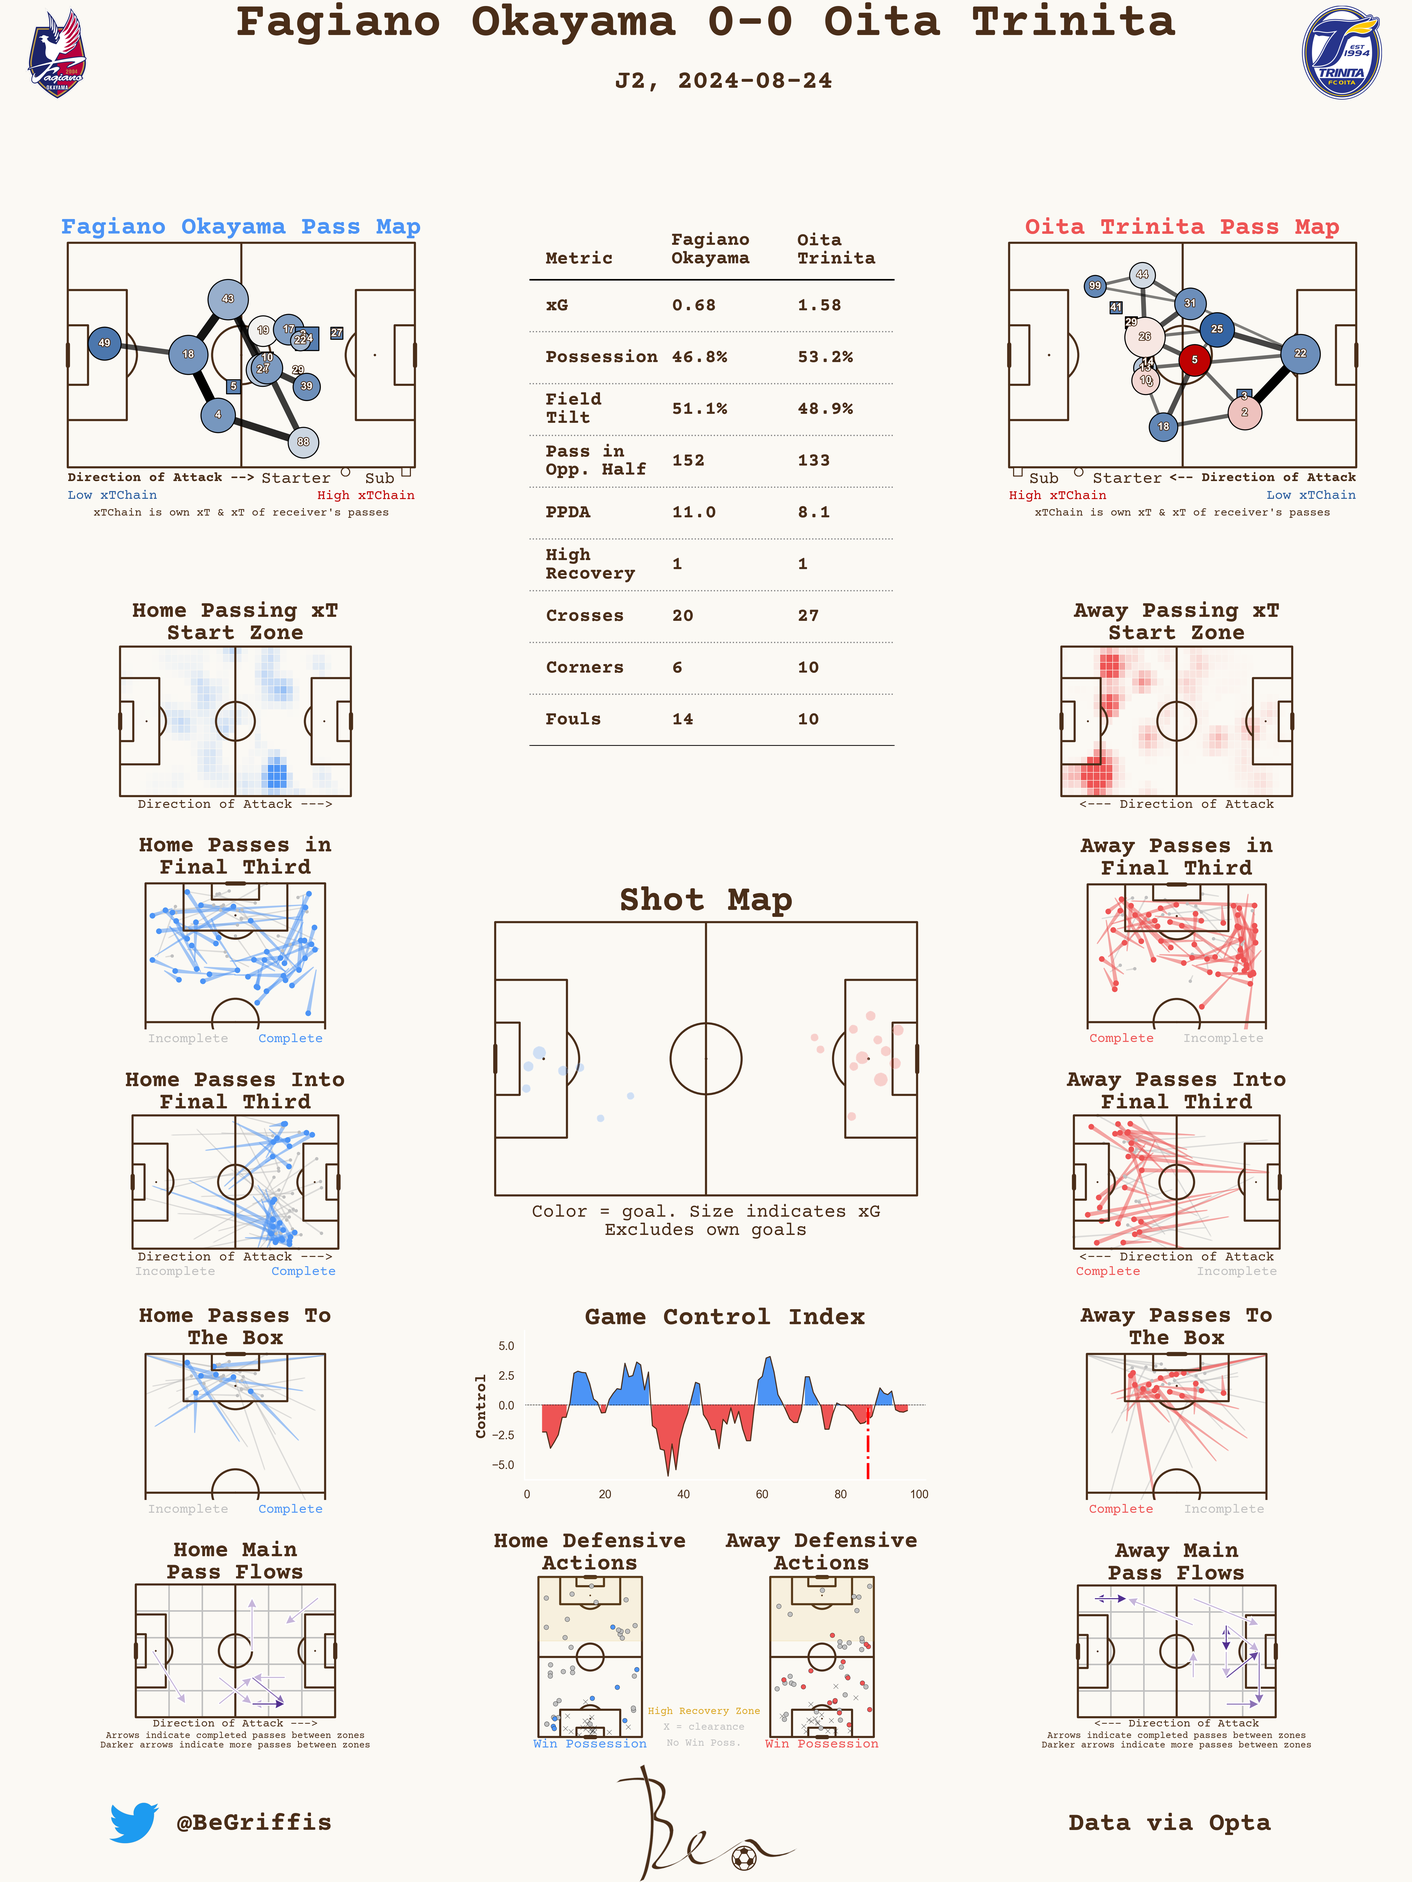 Fagiano Okayama 0-0 Oita Trinita
J2, 2024-08-24
Fagiano
OKAYAMA
EST
1994
TRINITA
FC OITA
Fagiano Okayama Pass Map
43
19
17
22
27
49
18
10
7
29
5
39
4
88
Direction of Attack --> Starter Sub
Low xTChain High xTChain
xTChain is own xT & xT of receiver's passes
Metric Fagiano Okayama Oita Trinita
xG 0.68 1.58
Possession 46.8% 53.2%
Field Tilt 51.1% 48.9%
Pass in Opp. Half 152 133
PPDA 11.0 8.1
High Recovery 1 1
Crosses 20 27
Corners 6 10
Fouls 14 10
Oita Trinita Pass Map
44
99
41
31
29
25
26
5
22
14
10
3
2
18
Sub Starter <-- Direction of Attack
High xTChain Low xTChain
xTChain is own xT & xT of receiver's passes
Home Passing xT
Start Zone
Direction of Attack --->
Away Passing xT
Start Zone
<--- Direction of Attack
Home Passes in
Final Third
Incomplete Complete
Away Passes in
Final Third
Complete Incomplete
Shot Map
Color = goal. Size indicates xG
Excludes own goals
Home Passes Into
Final Third
Direction of Attack --->
Incomplete Complete
Away Passes Into
Final Third
<--- Direction of Attack
Complete Incomplete
Home Passes To
The Box
Incomplete Complete
Game Control Index
Control
5.0
2.5
0.0
−2.5
−5.0
0 20 40 60 80 100
Away Passes To
The Box
Complete Incomplete
Home Main
Pass Flows
Direction of Attack --->
Arrows indicate completed passes between zones
Darker arrows indicate more passes between zones
Home Defensive
Actions
Win Possession
High Recovery Zone
X = clearance
No Win Poss.
Away Defensive
Actions
Win Possession
Away Main
Pass Flows
<--- Direction of Attack
Arrows indicate completed passes between zones
Darker arrows indicate more passes between zones
@BeGriffis
Ben
Data via Opta